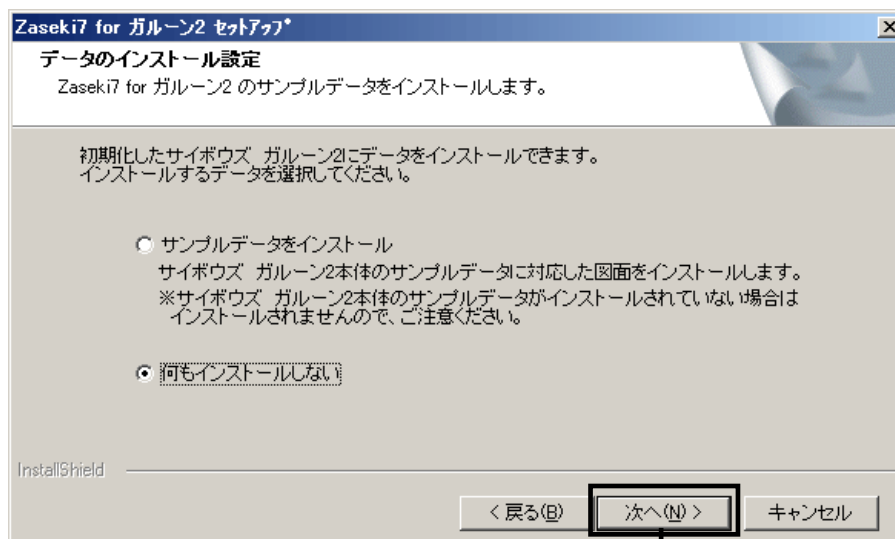 Zaseki7 for ガルーン2 セットアップ
データのインストール設定
Zaseki7 for ガルーン2 のサンプルデータをインストールします。
初期化したサイボウズ ガルーン2にデータをインストールできます。
インストールするデータを選択してください。
サンプルデータをインストール
サイボウズ ガルーン2本体のサンプルデータに対応した図面をインストールします。
※サイボウズ ガルーン2本体のサンプルデータがインストールされていない場合は
インストールされませんので、ご注意ください。
何もインストールしない
InstallShield
< 戻る(B)
次へ(N) >
キャンセル